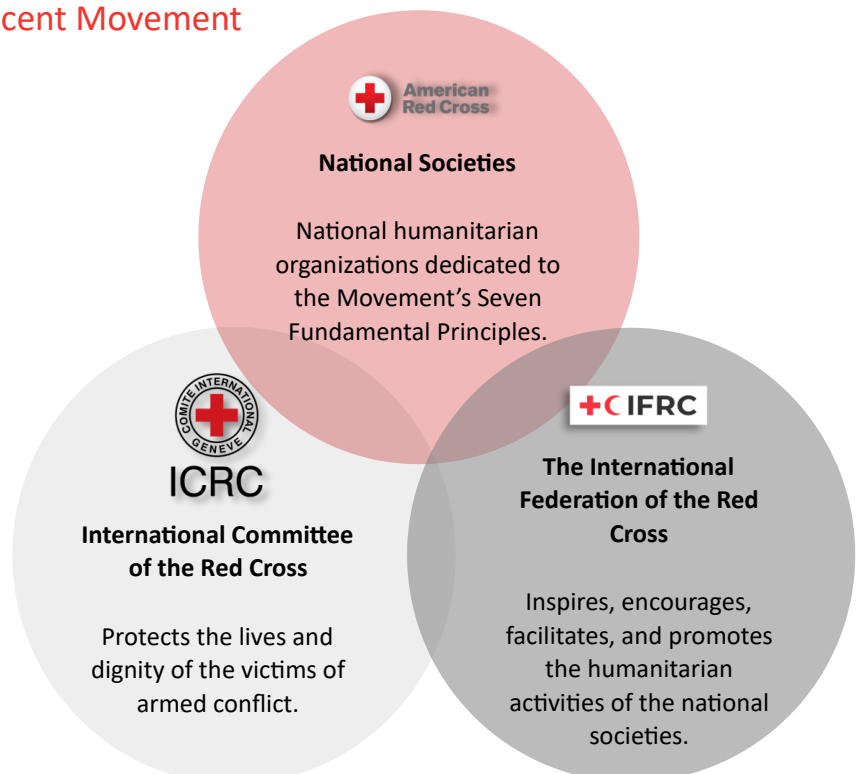 cent Movement
American
Red Cross
National Societies
National humanitarian
organizations dedicated to
the Movement’s Seven
Fundamental Principles.
COMITE INTERNATIONAL
GENEVE
ICRC
International Committee
of the Red Cross
Protects the lives and
dignity of the victims of
armed conflict.
IFRC
The International
Federation of the Red
Cross
Inspires, encourages,
facilitates, and promotes
the humanitarian
activities of the national
societies.